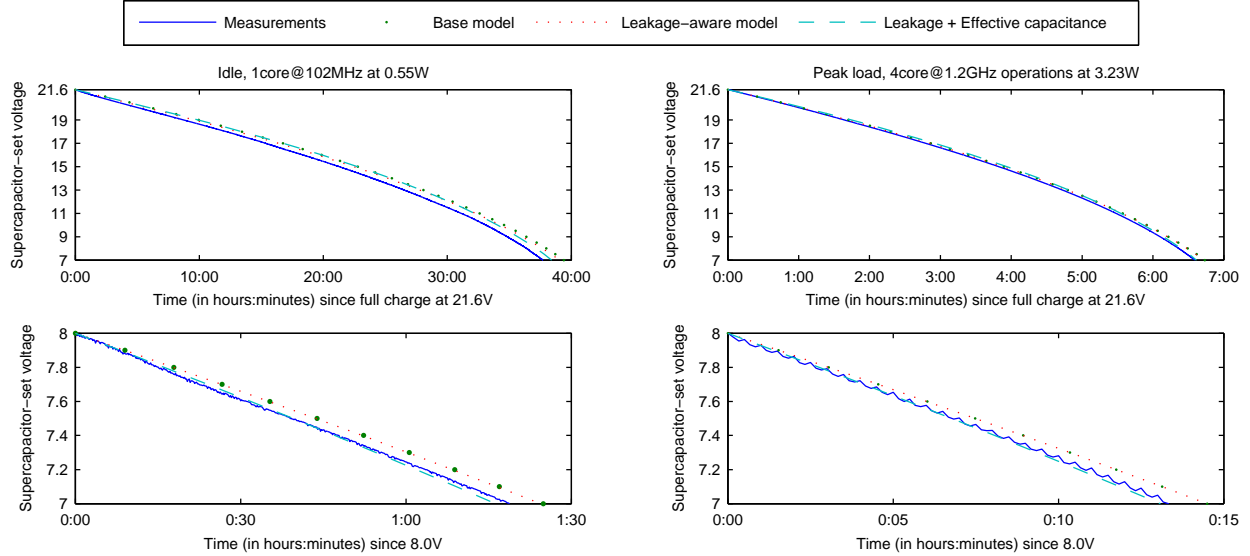 Measurements Base model Leakage-aware model Leakage + Effective capacitance
Idle, 1core@102MHz at 0.55W
Supercapacitor-set voltage
21.6
19
17
15
13
11
9
7
0:00 10:00 20:00 30:00 40:00
Time (in hours:minutes) since full charge at 21.6V
Peak load, 4core@1.2GHz operations at 3.23W
Supercapacitor-set voltage
21.6
19
17
15
13
11
9
7
0:00 1:00 2:00 3:00 4:00 5:00 6:00 7:00
Time (in hours:minutes) since full charge at 21.6V
Supercapacitor-set voltage
8
7.8
7.6
7.4
7.2
7
0:00 0:30 1:00 1:30
Time (in hours:minutes) since 8.0V
Supercapacitor-set voltage
8
7.8
7.6
7.4
7.2
7
0:00 0:05 0:10 0:15
Time (in hours:minutes) since 8.0V